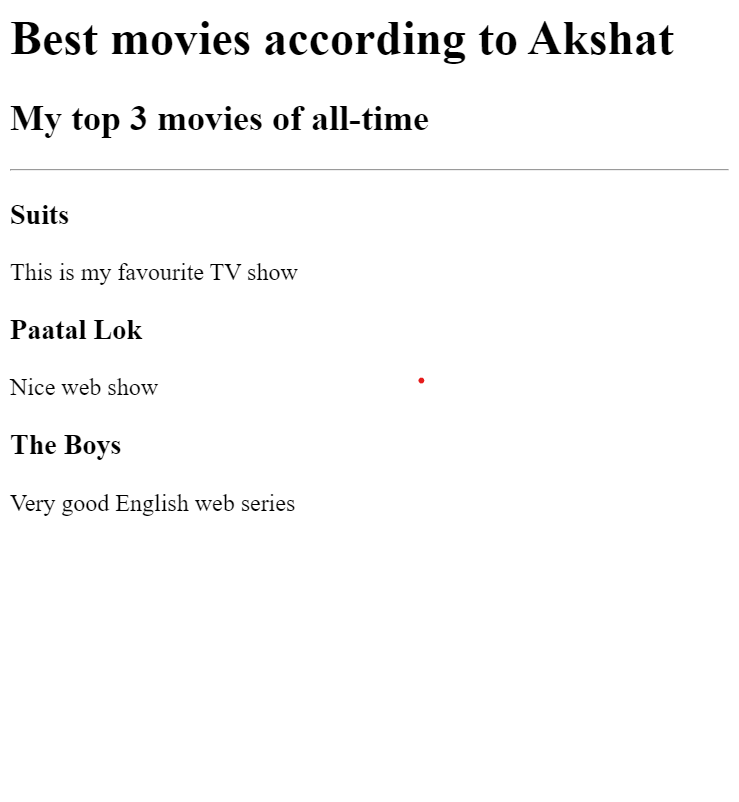 Best movies according to Akshat
My top 3 movies of all-time
Suits
This is my favourite TV show
Paatal Lok
Nice web show
The Boys
Very good English web series